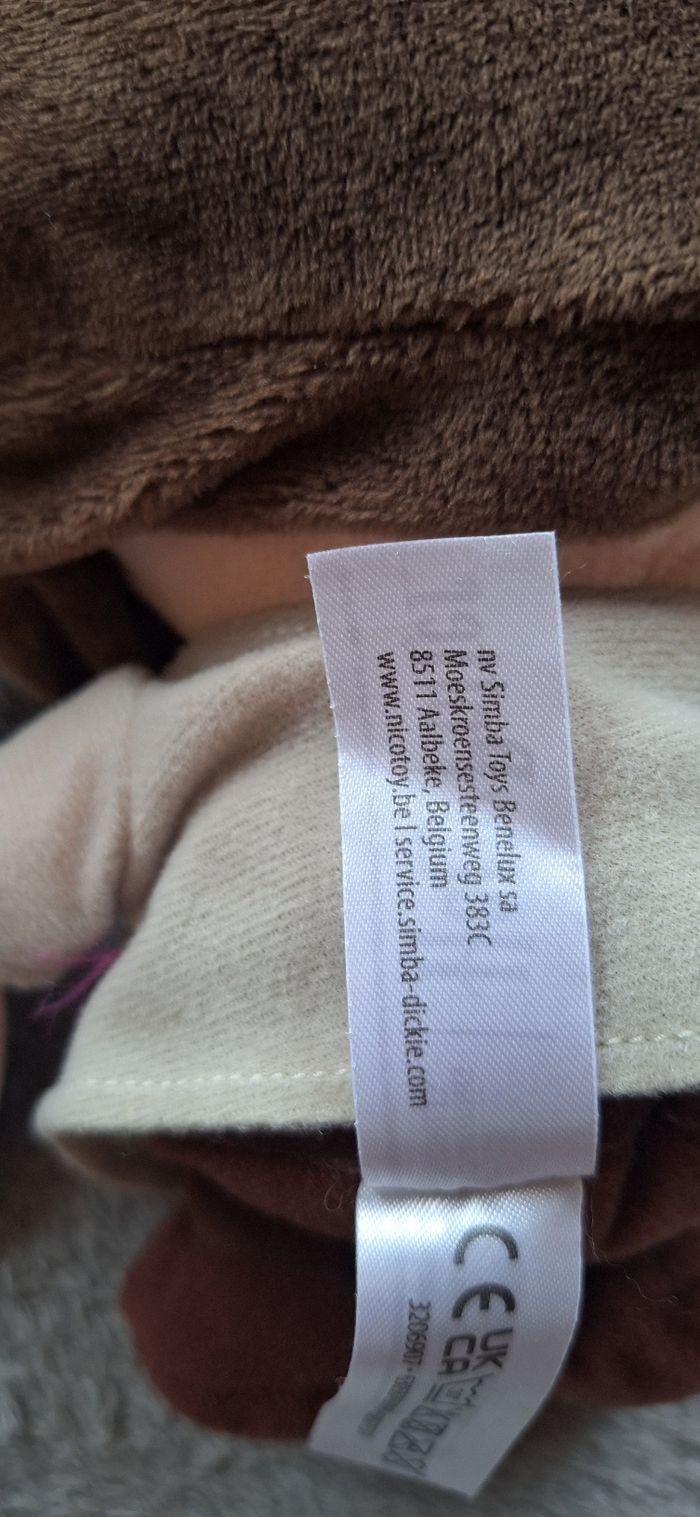 nv Simba Toys Benelux sa
Moeskroensesteenweg 383C
8511 Aalbeke, Belgium
www.nicotoy.be | service.simba-dickie.com
CE UK
CA
3206907